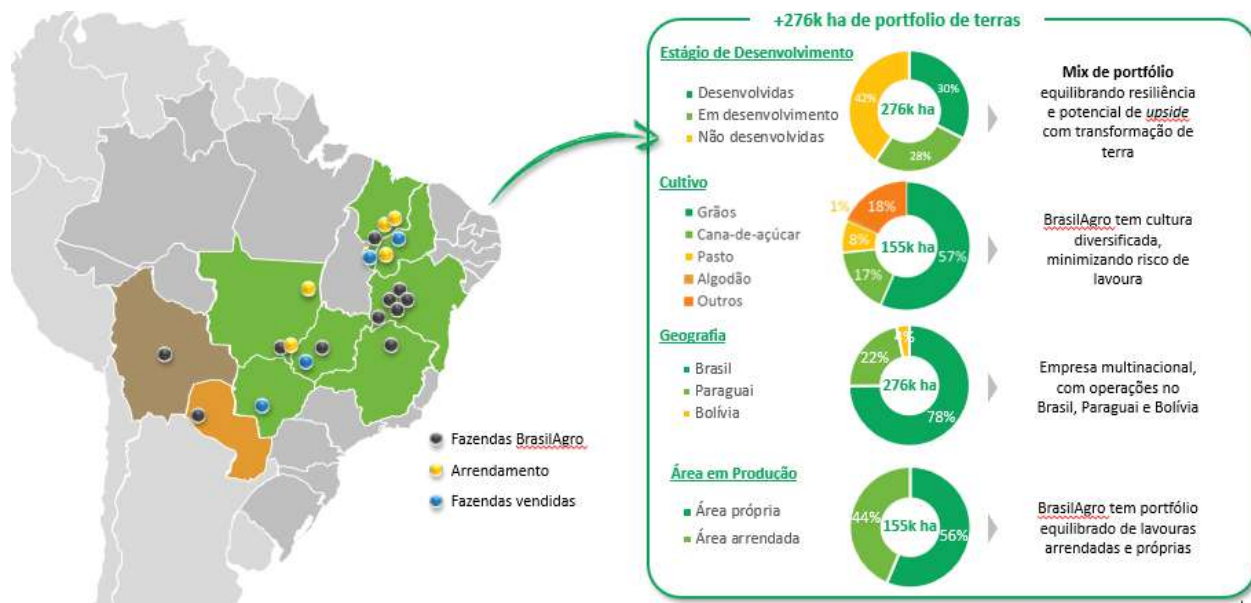 +276k ha de portfolio de terras
Estágio de Desenvolvimento
Desenvolvidas
Em desenvolvimento
Não desenvolvidas
30%
28%
42%
276k ha
Mix de portfólio
equilibrando resiliência
e potencial de upside
com transformação de
terra
Cultivo
Grãos
Cana-de-açúcar
Pasto
Algodão
Outros
1%
18%
8%
17%
57%
155k ha
BrasilAgro tem cultura
diversificada,
minimizando risco de
lavoura
Geografia
Brasil
Paraguai
Bolívia
22%
78%
276k ha
Empresa multinacional,
com operações no
Brasil, Paraguai e Bolívia
Área em Produção
Área própria
Área arrendada
44%
56%
155k ha
BrasilAgro tem portfólio
equilibrado de lavouras
arrendadas e próprias
Fazendas BrasilAgro
Arrendamento
Fazendas vendidas